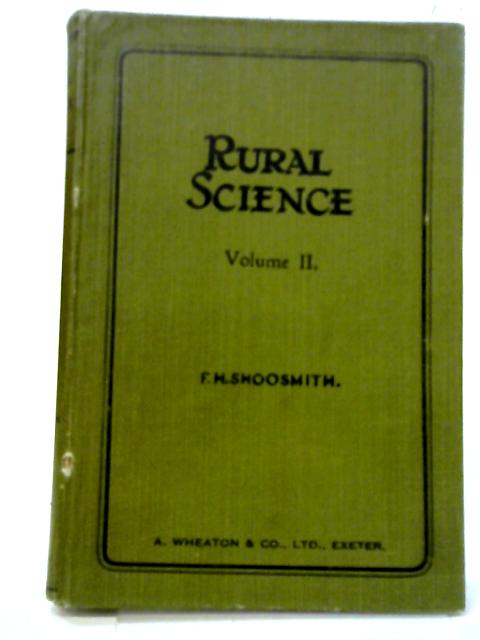 RURAL
SCIENCE
Volume II.
F. H. SHOOSMITH.
A. WHEATON & CO., LTD., EXETER.